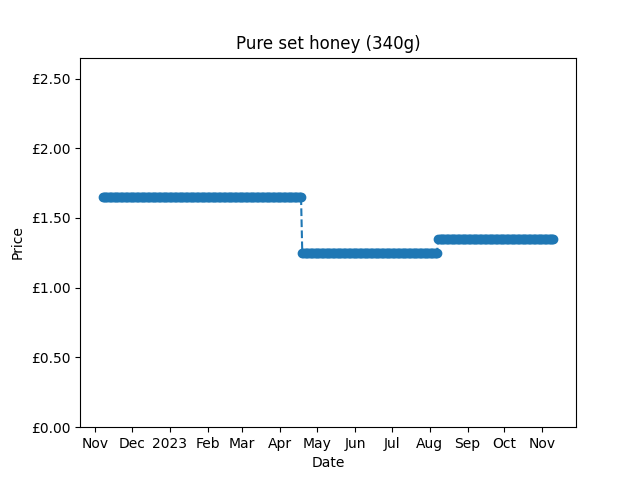 Pure set honey (340g)
£2.50
£2.00
£1.50
£1.00
£0.50
£0.00
Price
Nov Dec 2023 Feb Mar Apr May Jun Jul Aug Sep Oct Nov
Date